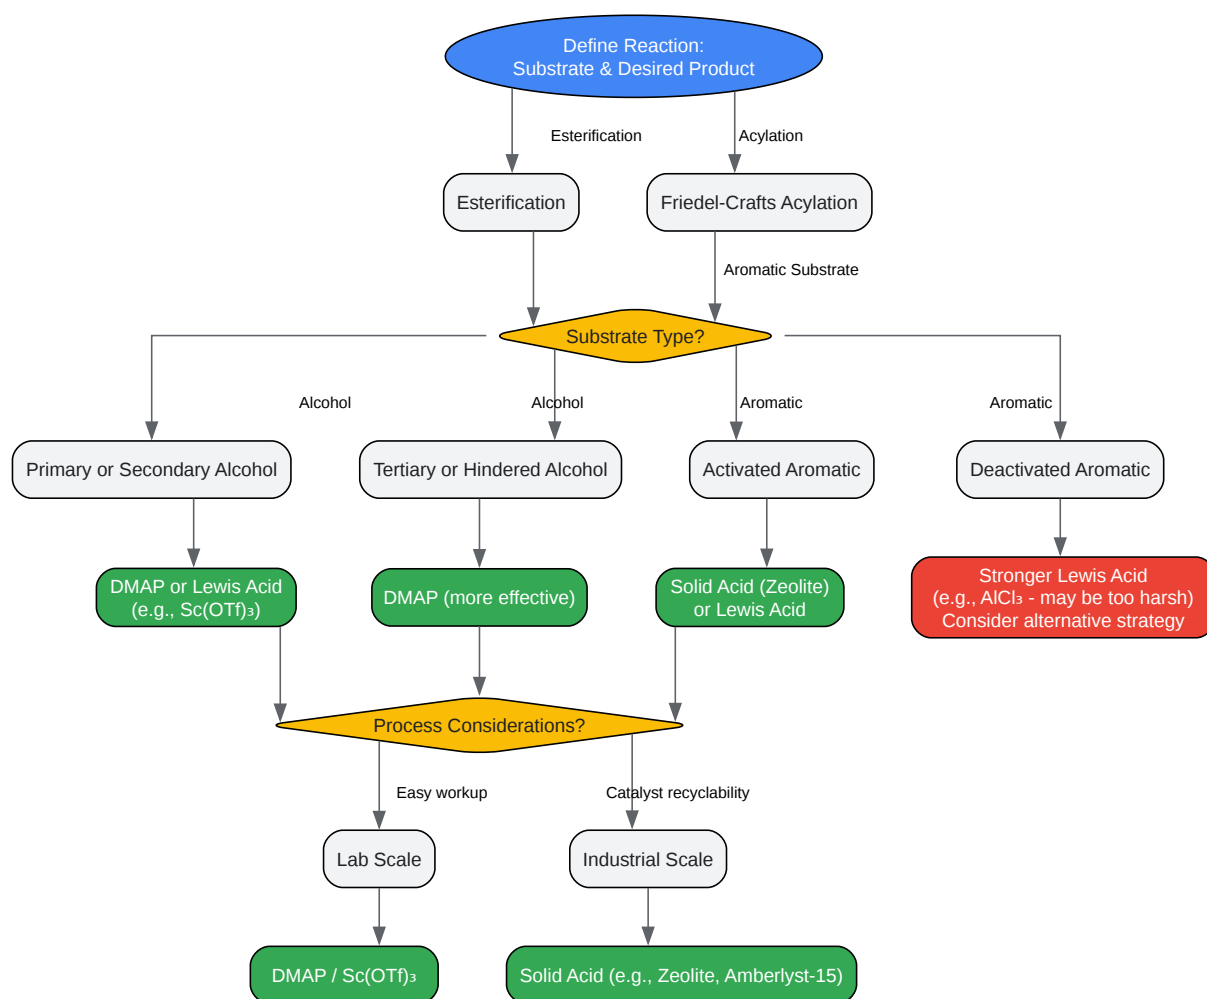 Define Reaction:
Substrate & Desired Product
Esterification
Acylation
Esterification
Friedel-Crafts Acylation
Aromatic Substrate
Substrate Type?
Alcohol
Alcohol
Aromatic
Aromatic
Primary or Secondary Alcohol
Tertiary or Hindered Alcohol
Activated Aromatic
Deactivated Aromatic
DMAP or Lewis Acid
(e.g., Sc(OTf)₃)
DMAP (more effective)
Solid Acid (Zeolite)
or Lewis Acid
Stronger Lewis Acid
(e.g., AlCl₃ - may be too harsh)
Consider alternative strategy
Process Considerations?
Easy workup
Catalyst recyclability
Lab Scale
Industrial Scale
DMAP / Sc(OTf)₃
Solid Acid (e.g., Zeolite, Amberlyst-15)